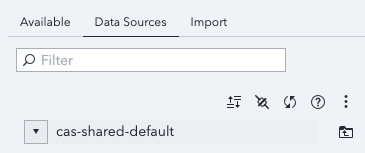 Available Data Sources Import
Filter
cas-shared-default